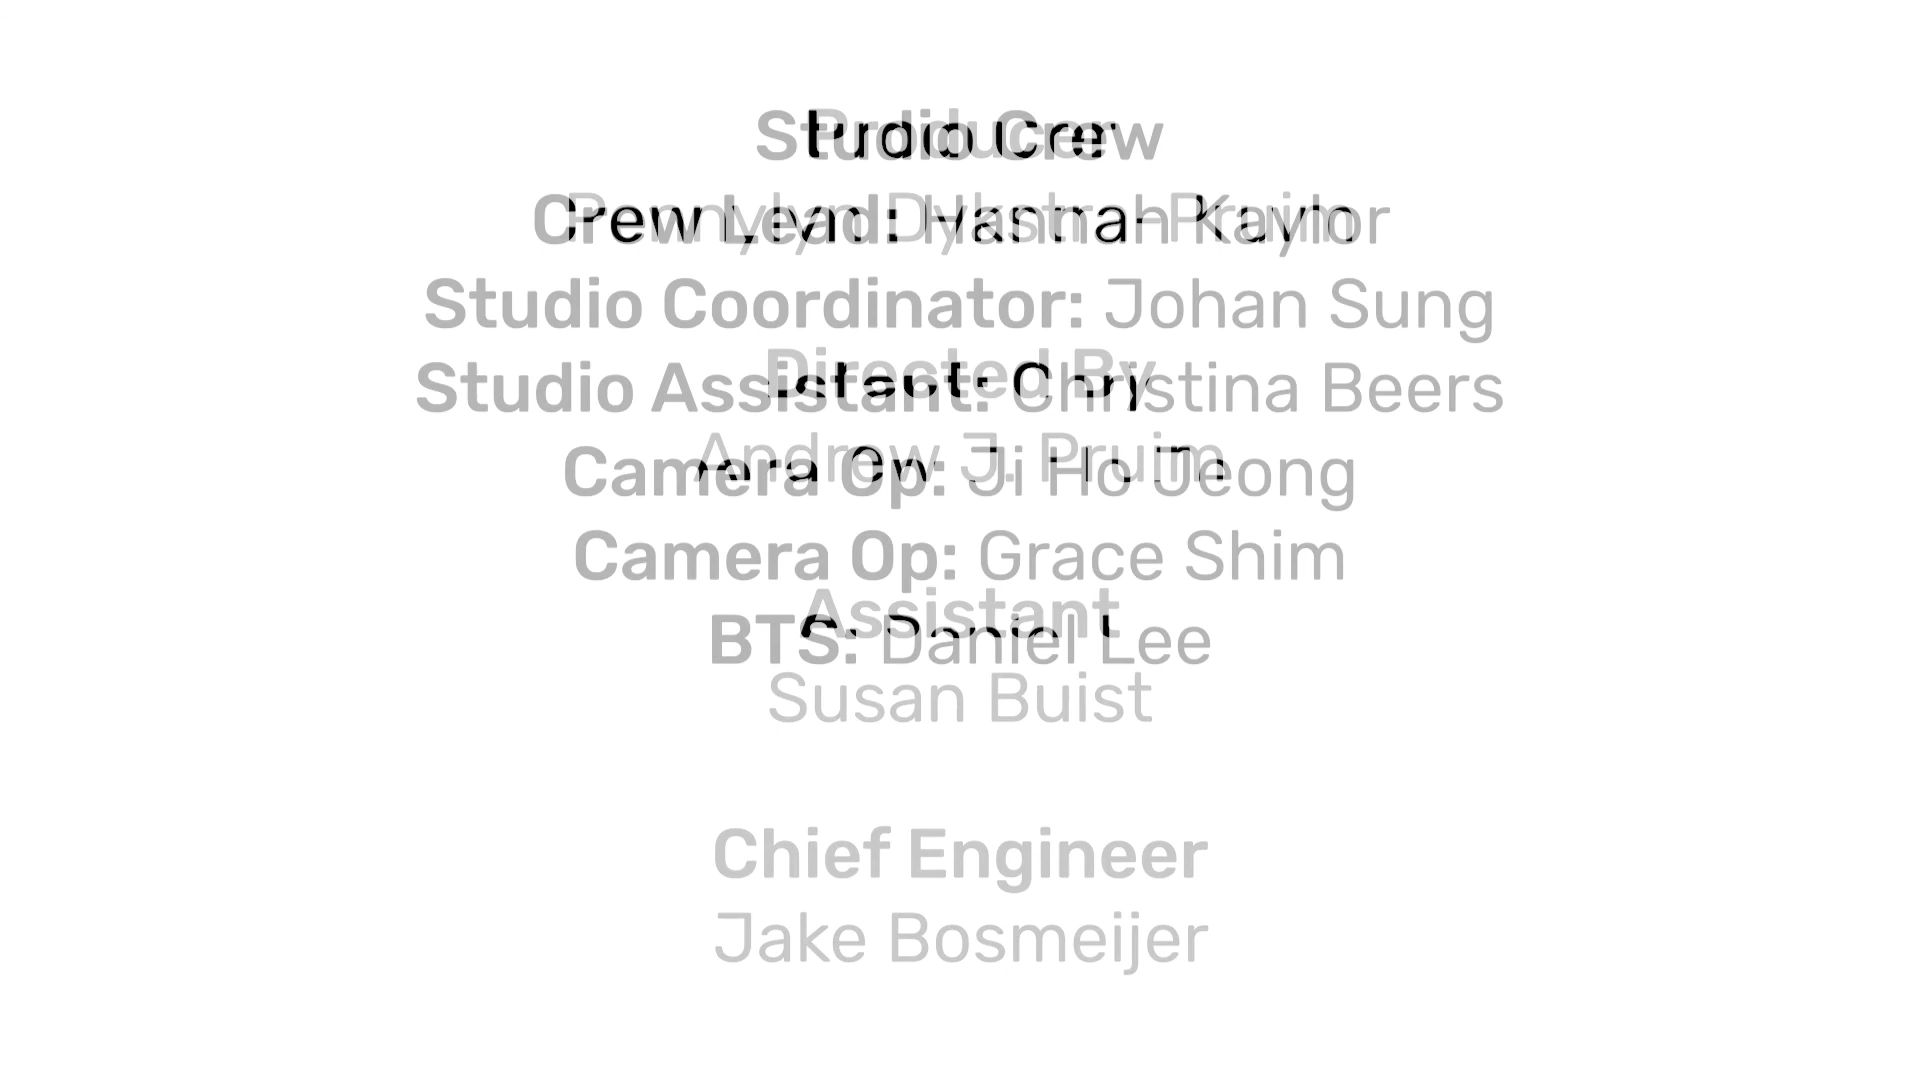 Studio Crew
Producer
Crew Lead: Hannah Kaylor
Dykstra Pruim
Studio Coordinator: Johan Sung
Directed By
Studio Assistant: Christina Beers
Andrew J. Pruim
Camera Op: Ji Ho Jeong
Camera Op: Grace Shim
Assistant
BTS: Daniel Lee
Susan Buist
Chief Engineer
Jake Bosmeijer